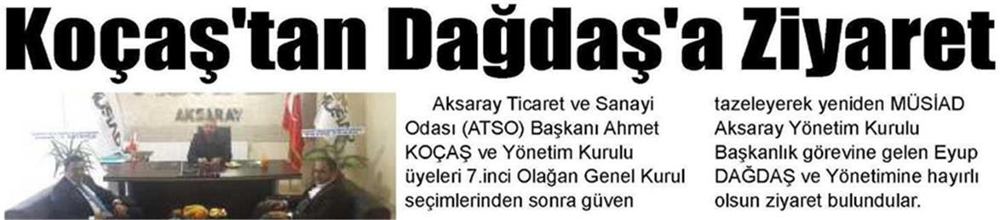 Koçaş'tan Dağdaş'a Ziyaret
AKSARAY
MÜSİAD
Aksaray Ticaret ve Sanayi
Odası (ATSO) Başkanı Ahmet
KOÇAŞ ve Yönetim Kurulu
üyeleri 7.inci Olağan Genel Kurul
seçimlerinden sonra güven
tazeleyerek yeniden MÜSİAD
Aksaray Yönetim Kurulu
Başkanlık görevine gelen Eyup
DAĞDAŞ ve Yönetimine hayırlı
olsun ziyaret bulundular.